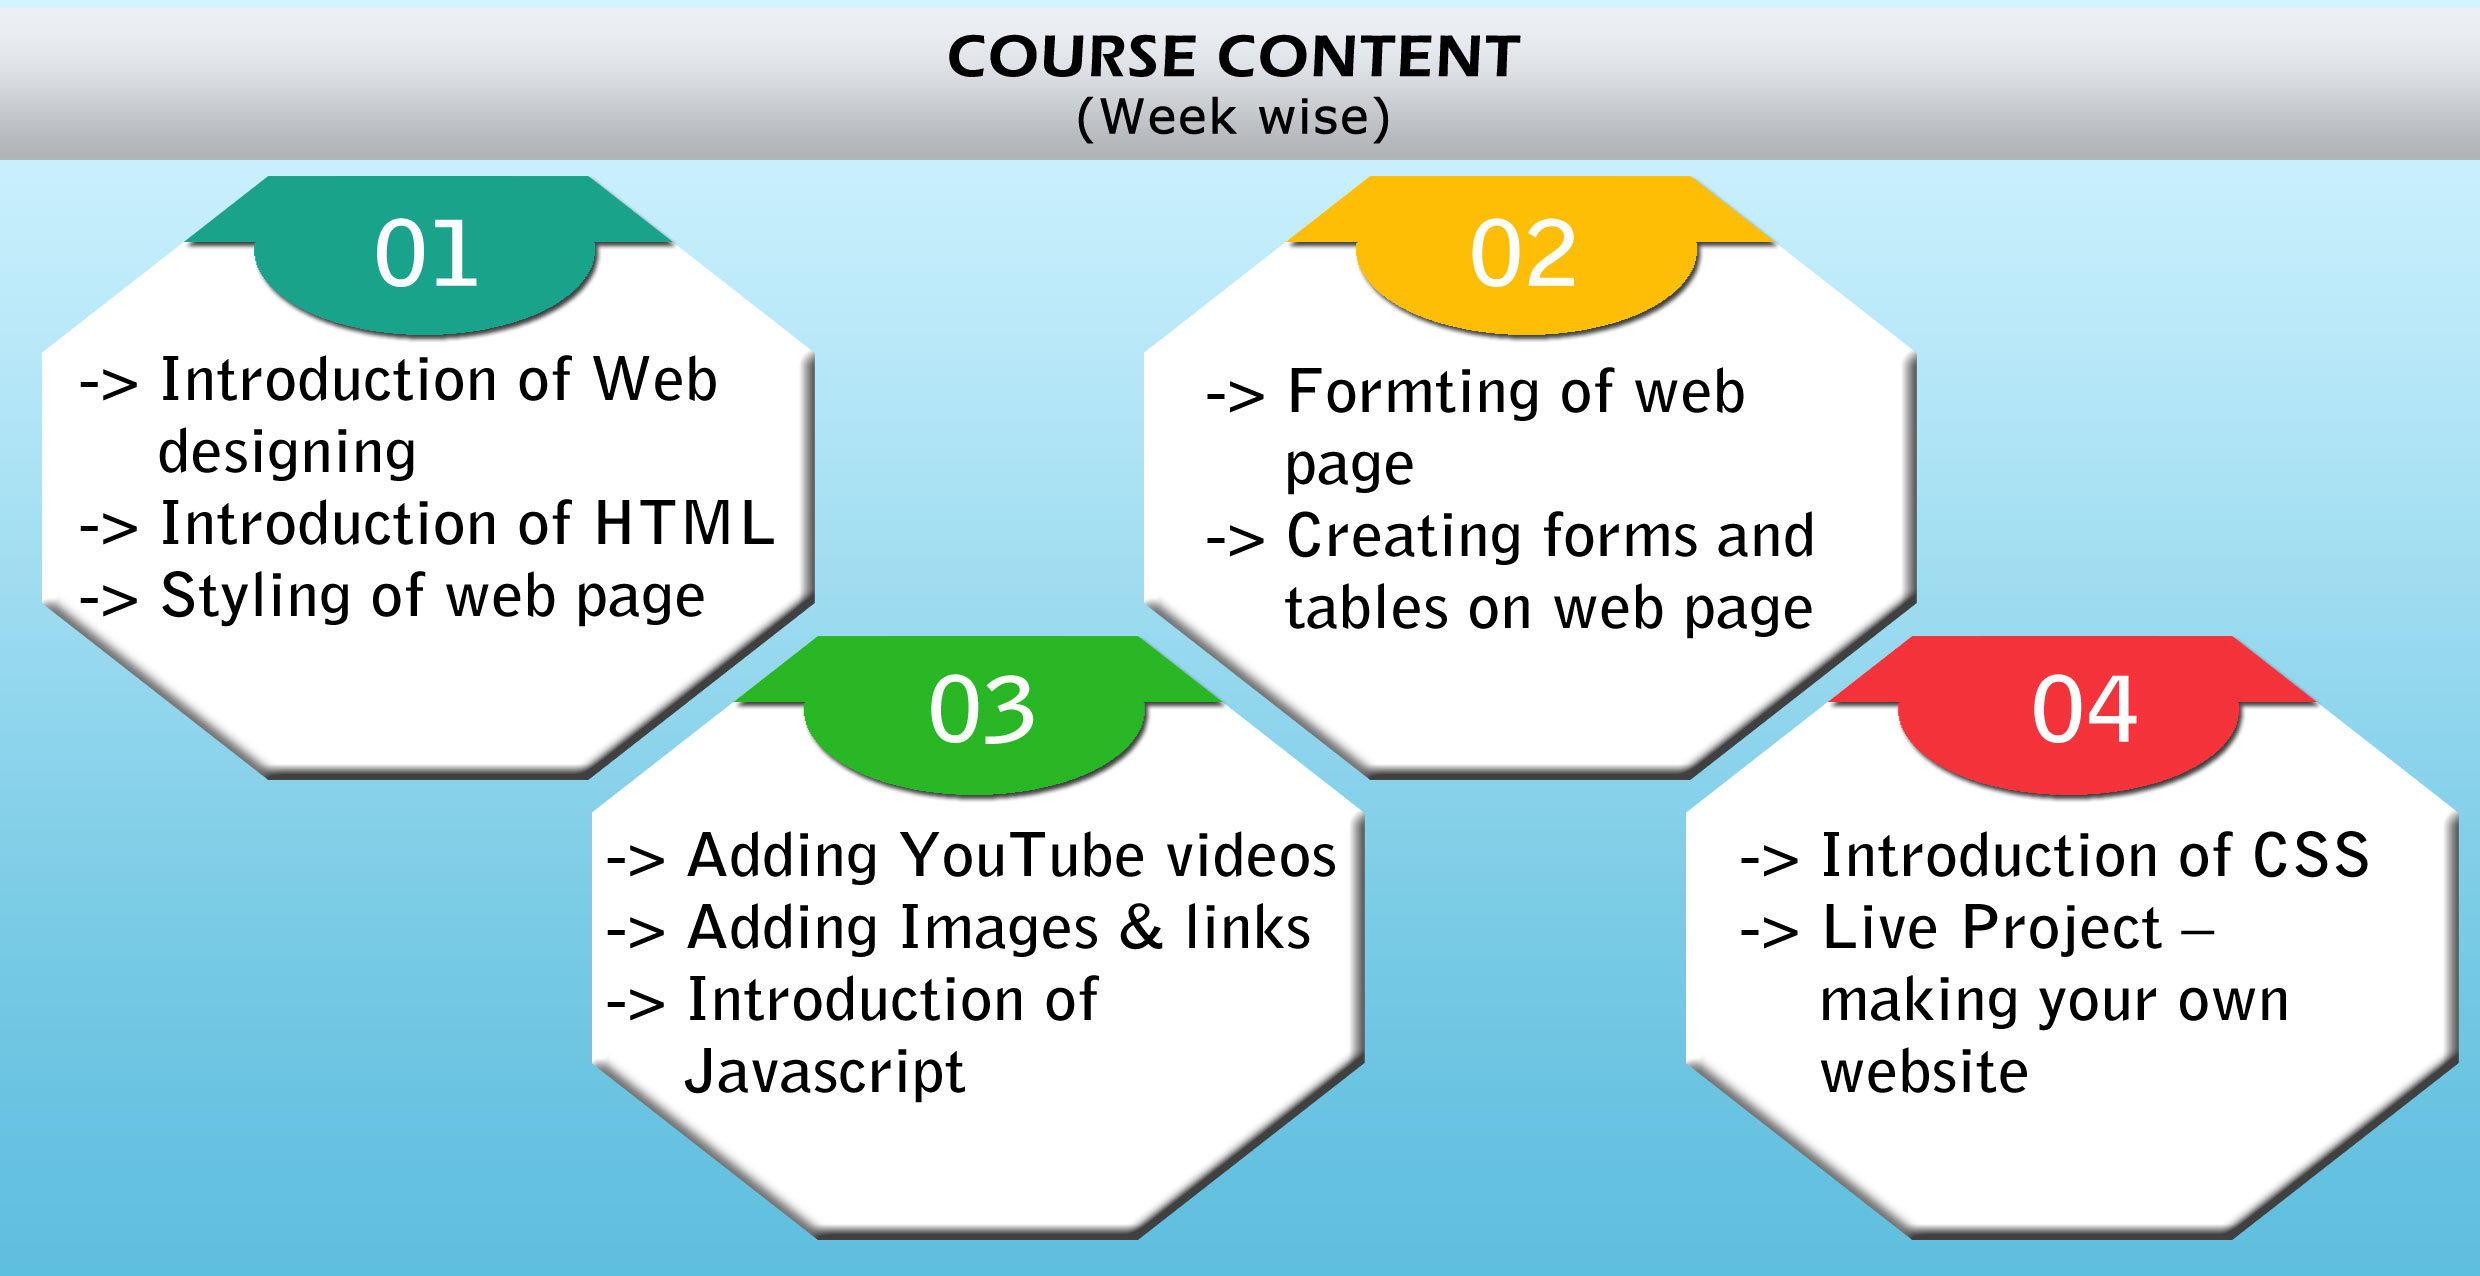 COURSE CONTENT
(Week wise)
01
-> Introduction of Web
designing
-> Introduction of HTML
-> Styling of web page
02
-> Formting of web
page
-> Creating forms and
tables on web page
03
-> Adding YouTube videos
-> Adding Images & links
-> Introduction of
Javascript
04
-> Introduction of CSS
-> Live Project –
making your own
website